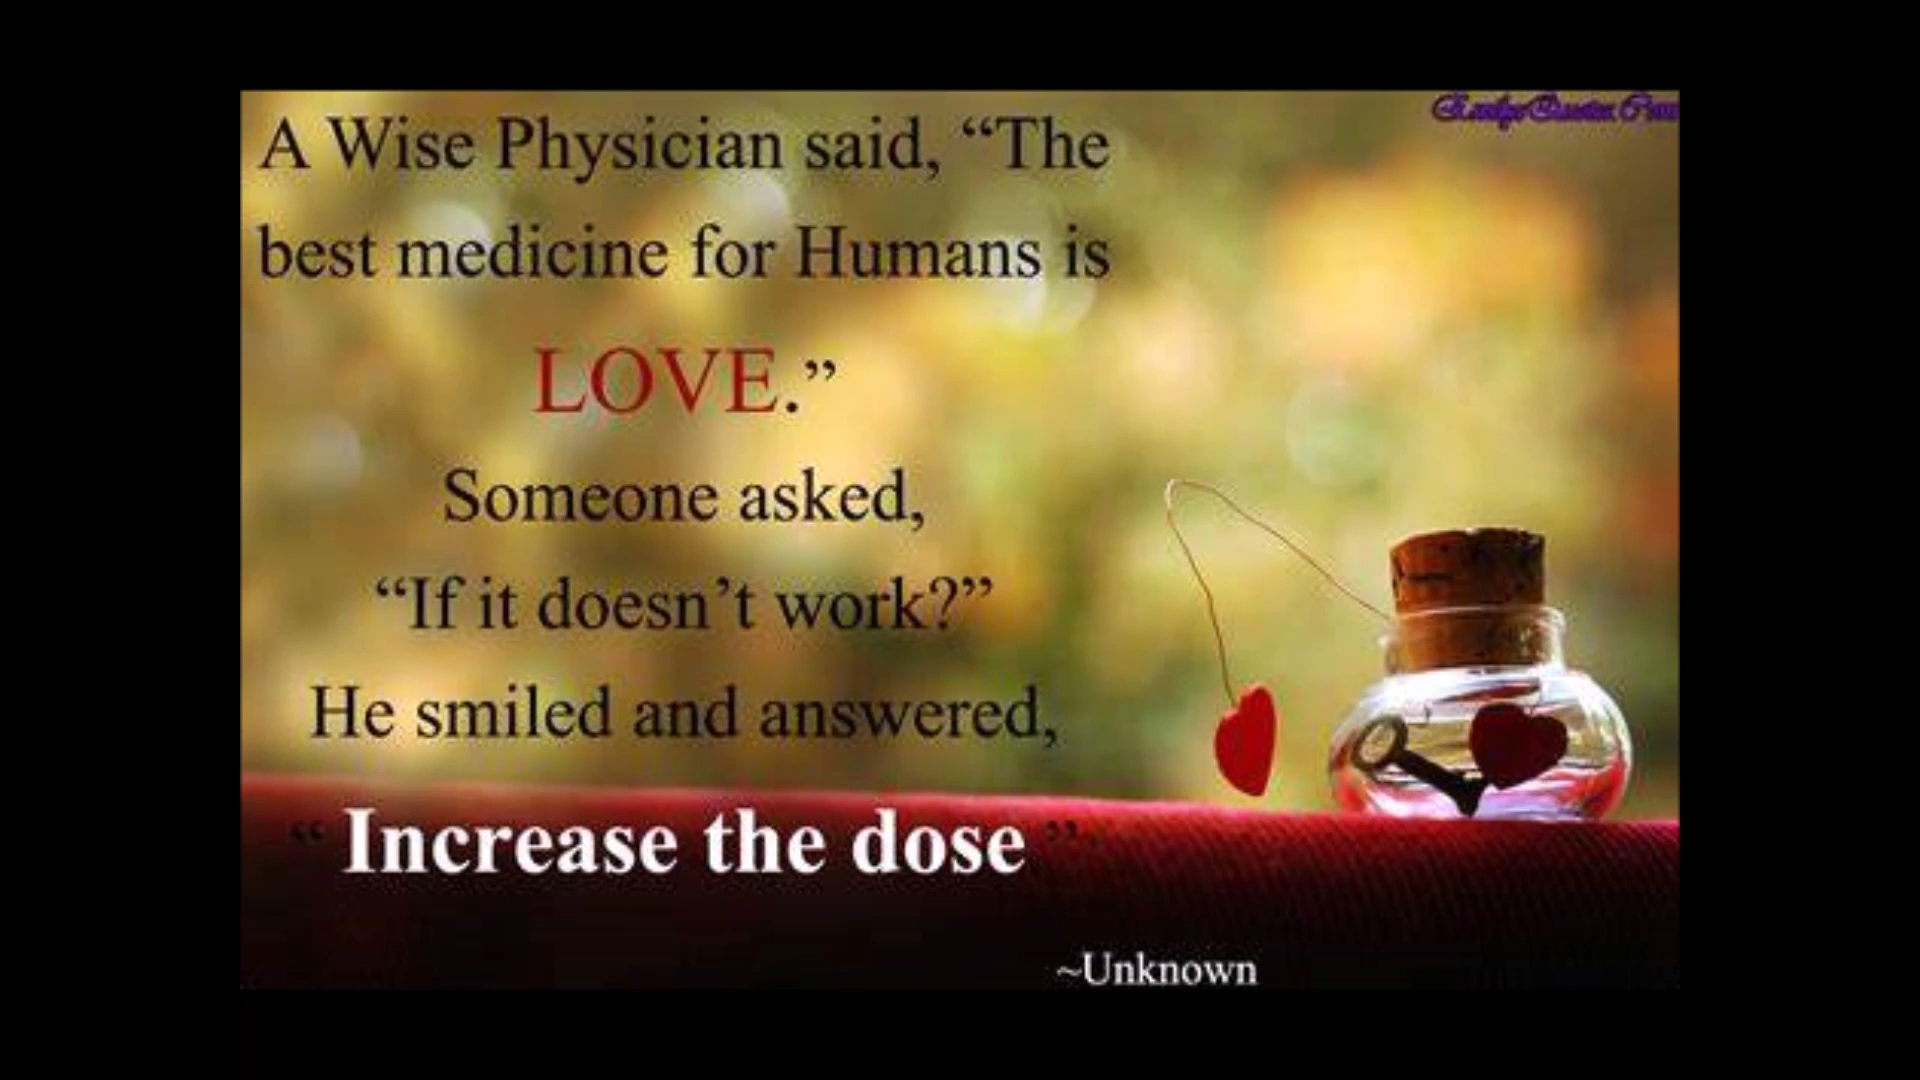 A Wise Physician said, “The
best medicine for Humans is
LOVE.”
Someone asked,
“If it doesn’t work?”
He smiled and answered,
“ Increase the dose ”.
~Unknown